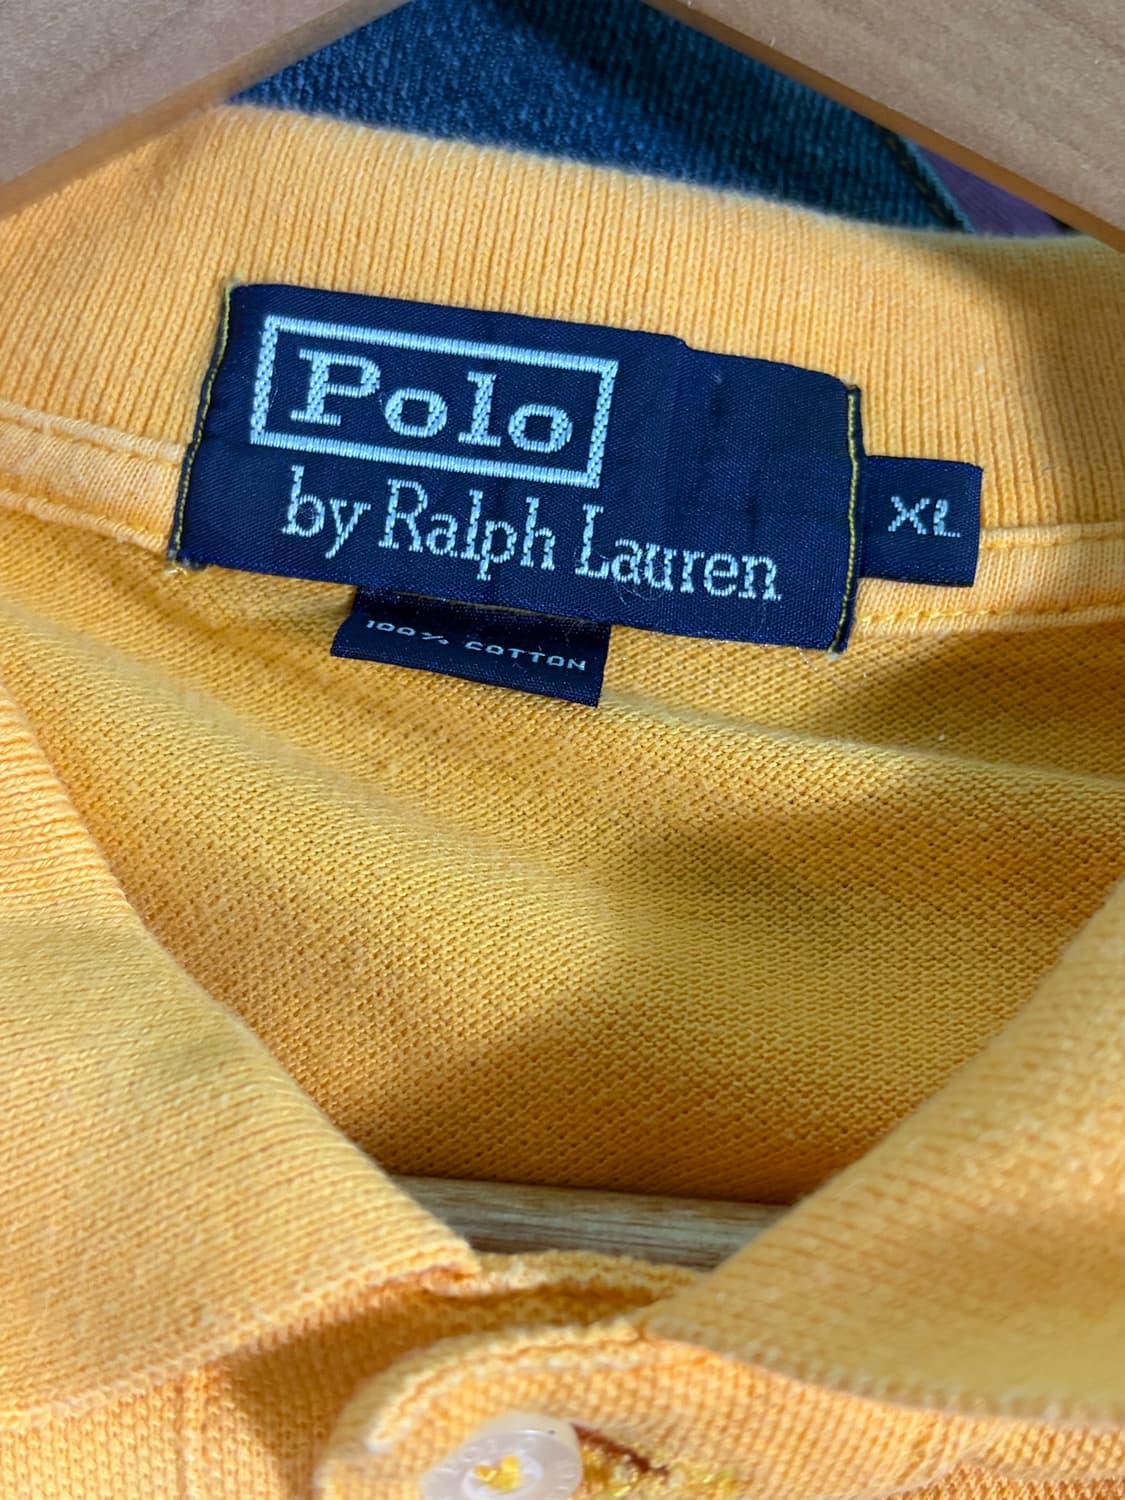 Polo
by Ralph Lauren
XL
100% COTTON